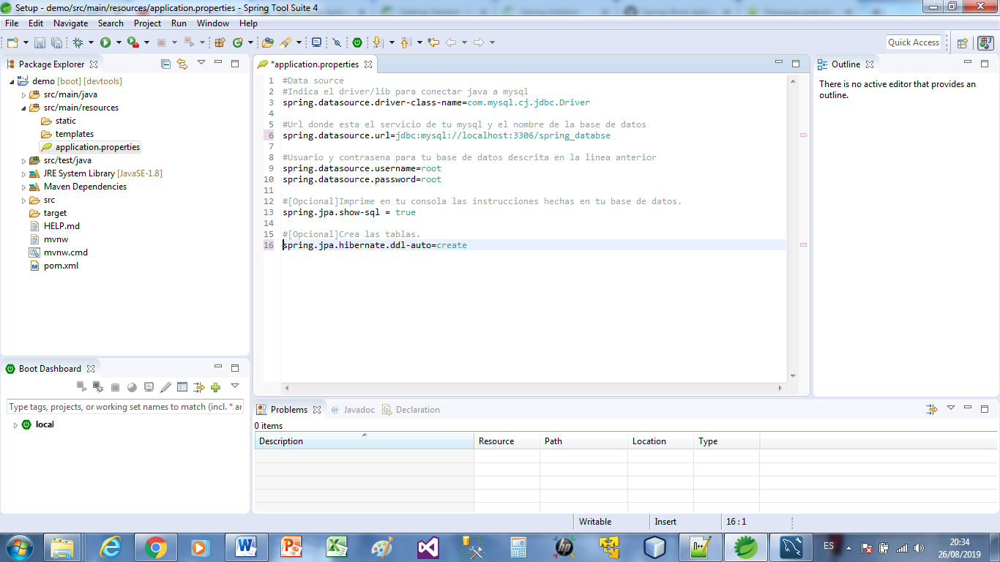 Setup - demo/src/main/resources/application.properties - Spring Tool Suite 4
File Edit Navigate Search Project Run Window Help
Quick Access
Package Explorer
demo [boot] [devtools]
src/main/java
src/main/resources
static
templates
application.properties
src/test/java
JRE System Library [JavaSE-1.8]
Maven Dependencies
src
target
HELP.md
mvnw
mvnw.cmd
pom.xml
*application.properties
1 #Data source
2 #Indica el driver/lib para conectar java a mysql
3 spring.datasource.driver-class-name=com.mysql.cj.jdbc.Driver
4
5 #Url donde esta el servicio de tu mysql y el nombre de la base de datos
6 spring.datasource.url=jdbc:mysql://localhost:3306/spring_databse
7
8 #Usuario y contrasena para tu base de datos descrita en la linea anterior
9 spring.datasource.username=root
10 spring.datasource.password=root
11
12 #[Opcional]Imprime en tu consola las instrucciones hechas en tu base de datos.
13 spring.jpa.show-sql = true
14
15 #[Opcional]Crea las tablas.
16 spring.jpa.hibernate.ddl-auto=create
Outline
There is no active editor that provides an
outline.
Boot Dashboard
Type tags, projects, or working set names to match (incl. * ar
local
Problems @ Javadoc Declaration
0 items
Description Resource Path Location Type
Writable Insert 16 : 1
ES
20:34
26/08/2019